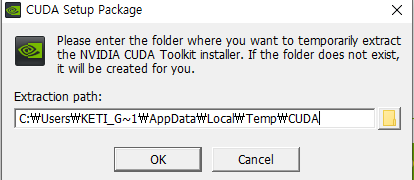 CUDA Setup Package
Please enter the folder where you want to temporarily extract
the NVIDIA CUDA Toolkit installer. If the folder does not exist,
it will be created for you.
Extraction path:
C:₩Users₩KETI_G~1₩AppData₩Local₩Temp₩CUDA
OK
Cancel